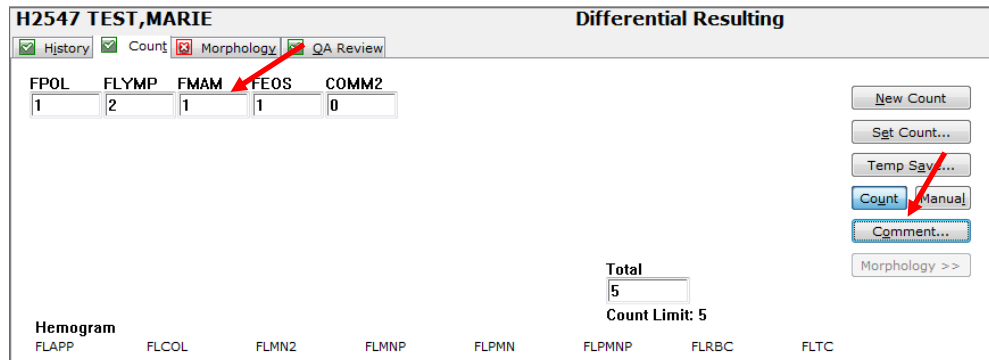 H2547 TEST,MARIE Differential Resulting
History Count Morphology QA Review
FPOL FLYMP FMAM FEOS COMM2
1 2 1 1 0
New Count
Set Count...
Temp Save...
Count Manual
Comment...
Morphology >>
Total
5
Count Limit: 5
Hemogram
FLAPP FLCOL FLMN2 FLMNP FLPMN FLPMNP FLRBC FLTC